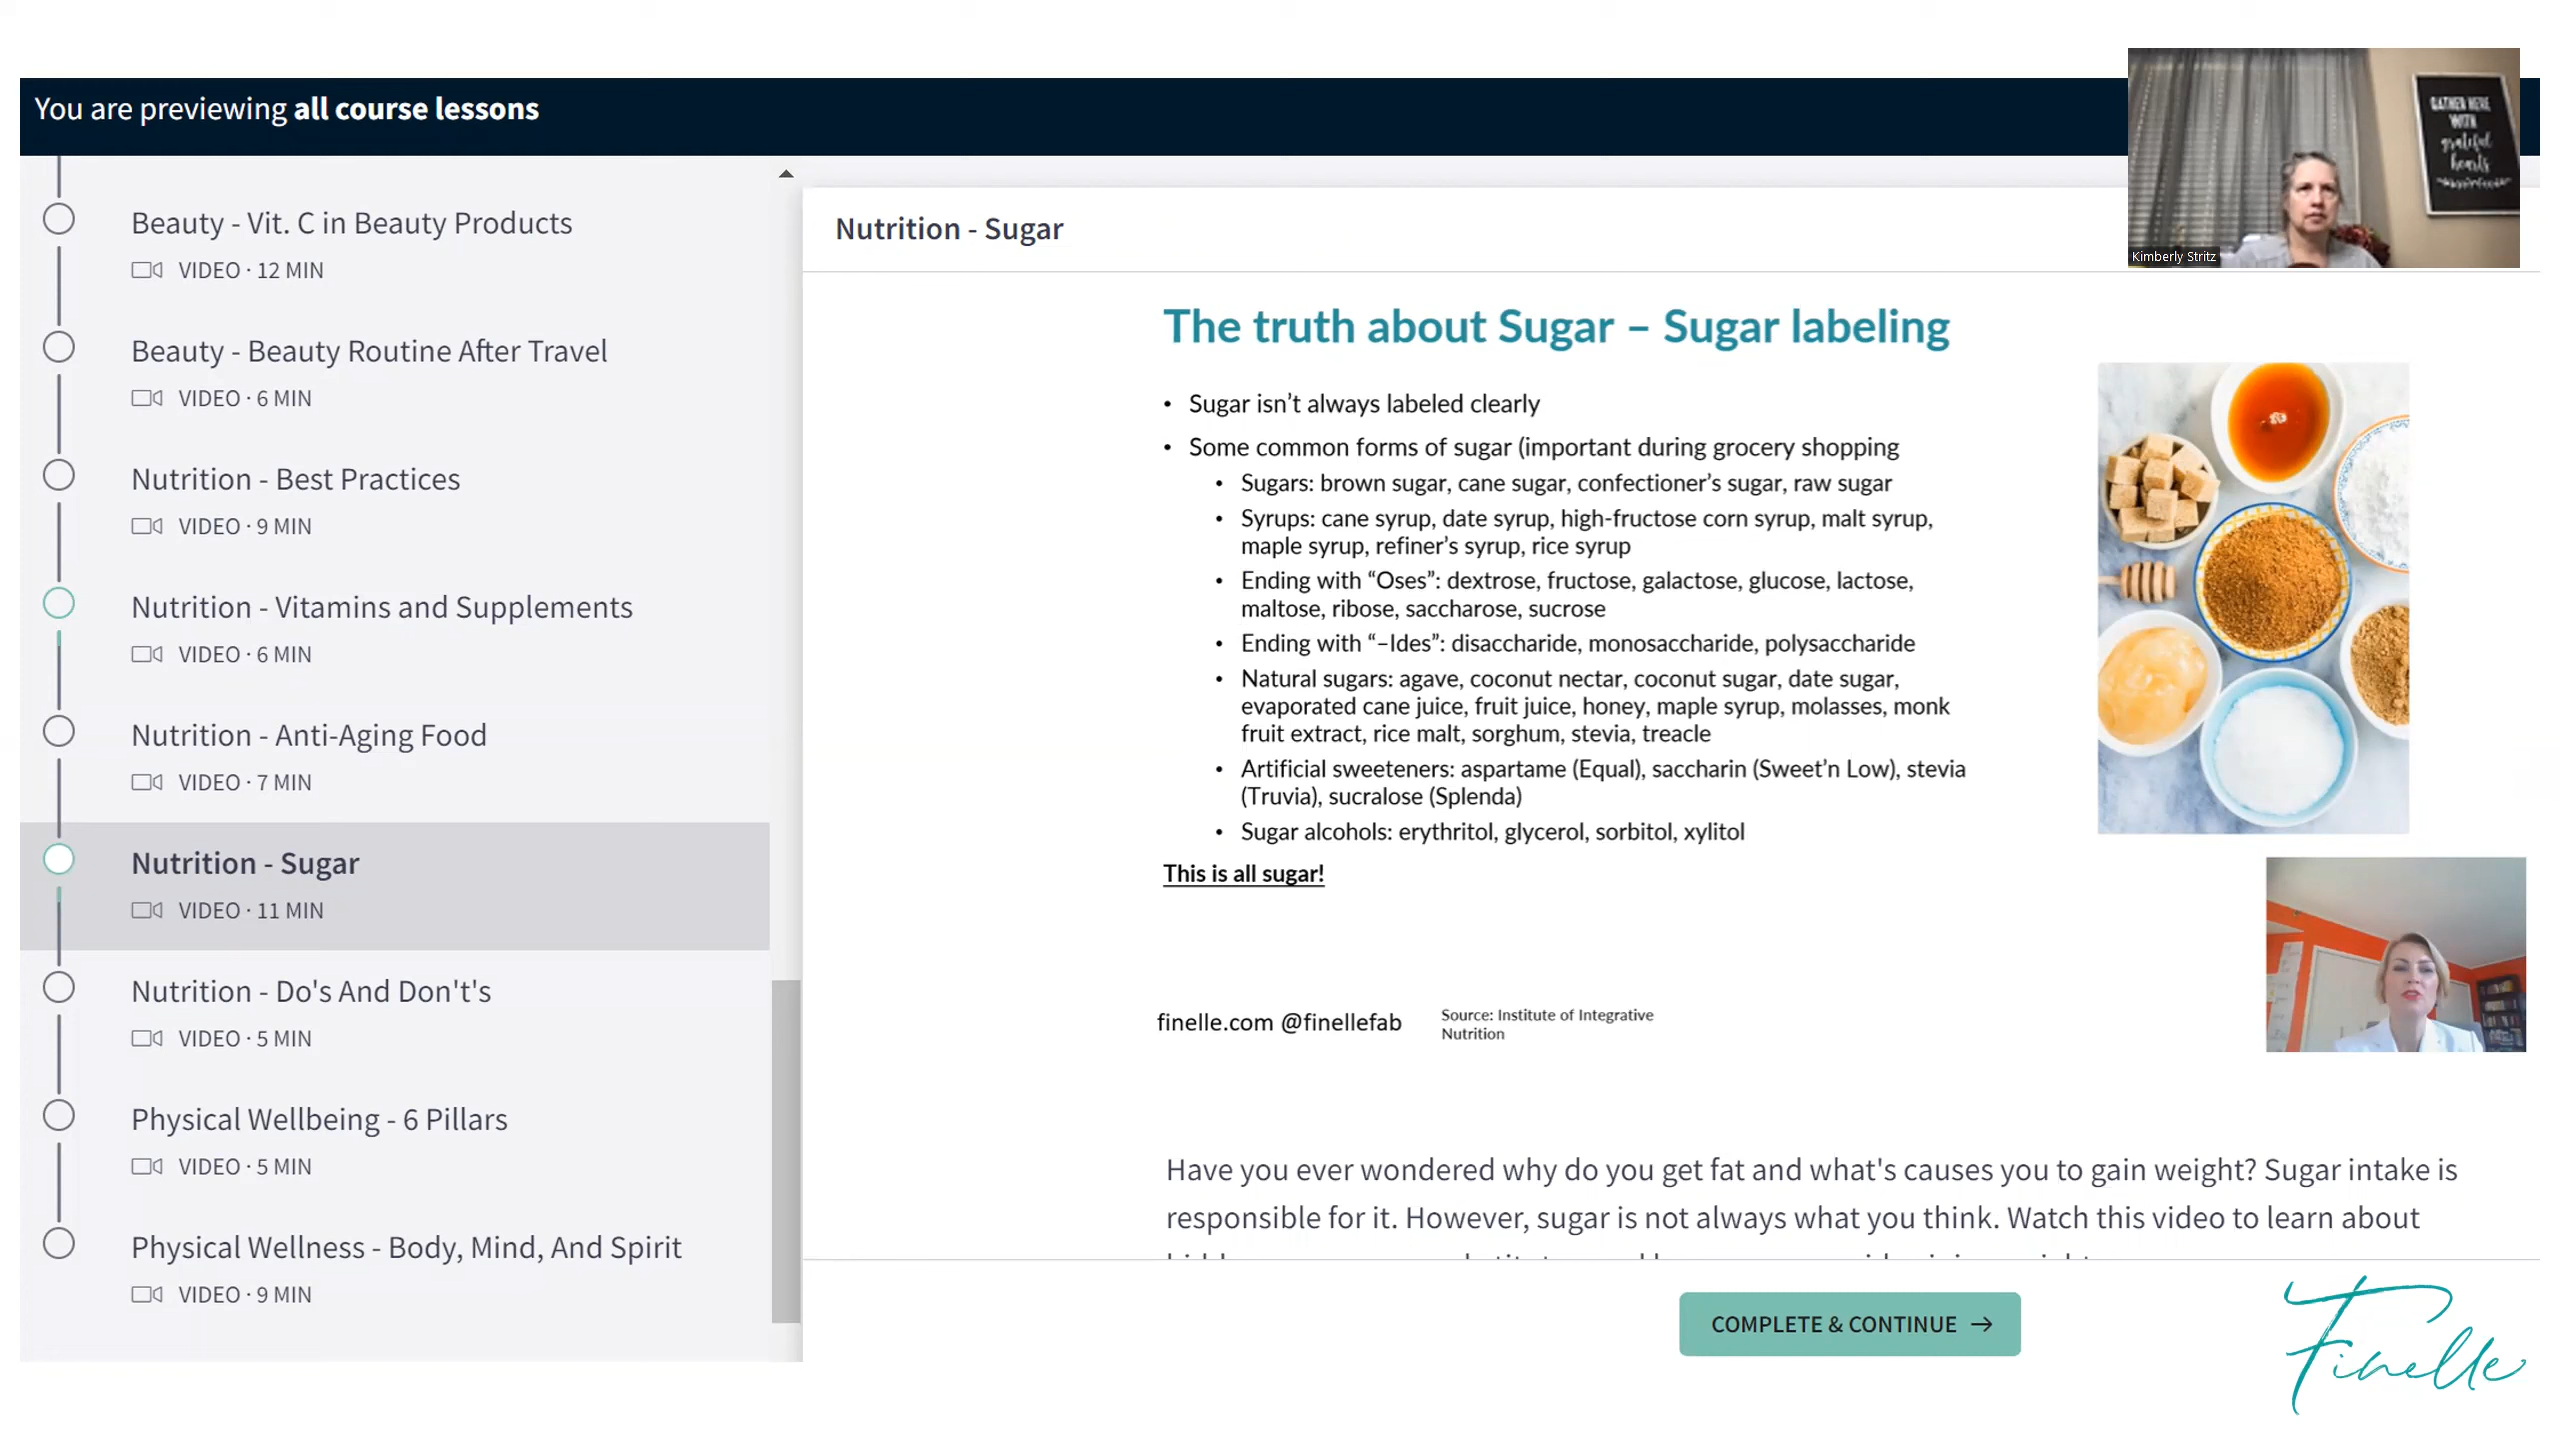 You are previewing all course lessons
Beauty - Vit. C in Beauty Products
VIDEO · 12 MIN
Beauty - Beauty Routine After Travel
VIDEO · 6 MIN
Nutrition - Best Practices
VIDEO · 9 MIN
Nutrition - Vitamins and Supplements
VIDEO · 6 MIN
Nutrition - Anti-Aging Food
VIDEO · 7 MIN
Nutrition - Sugar
VIDEO · 11 MIN
Nutrition - Do's And Don't's
VIDEO · 5 MIN
Physical Wellbeing - 6 Pillars
VIDEO · 5 MIN
Physical Wellness - Body, Mind, And Spirit
VIDEO · 9 MIN
GATHER HERE
WITH
grateful
hearts
Kimberly Stritz
Nutrition - Sugar
The truth about Sugar – Sugar labeling
• Sugar isn’t always labeled clearly
• Some common forms of sugar (important during grocery shopping
• Sugars: brown sugar, cane sugar, confectioner’s sugar, raw sugar
• Syrups: cane syrup, date syrup, high-fructose corn syrup, malt syrup,
maple syrup, refiner’s syrup, rice syrup
• Ending with “Oses”: dextrose, fructose, galactose, glucose, lactose,
maltose, ribose, saccharose, sucrose
• Ending with “–Ides”: disaccharide, monosaccharide, polysaccharide
• Natural sugars: agave, coconut nectar, coconut sugar, date sugar,
evaporated cane juice, fruit juice, honey, maple syrup, molasses, monk
fruit extract, rice malt, sorghum, stevia, treacle
• Artificial sweeteners: aspartame (Equal), saccharin (Sweet’n Low), stevia
(Truvia), sucralose (Splenda)
• Sugar alcohols: erythritol, glycerol, sorbitol, xylitol
This is all sugar!
finelle.com @finellefab
Source: Institute of Integrative
Nutrition
Have you ever wondered why do you get fat and what's causes you to gain weight? Sugar intake is
responsible for it. However, sugar is not always what you think. Watch this video to learn about
COMPLETE & CONTINUE →
Finelle